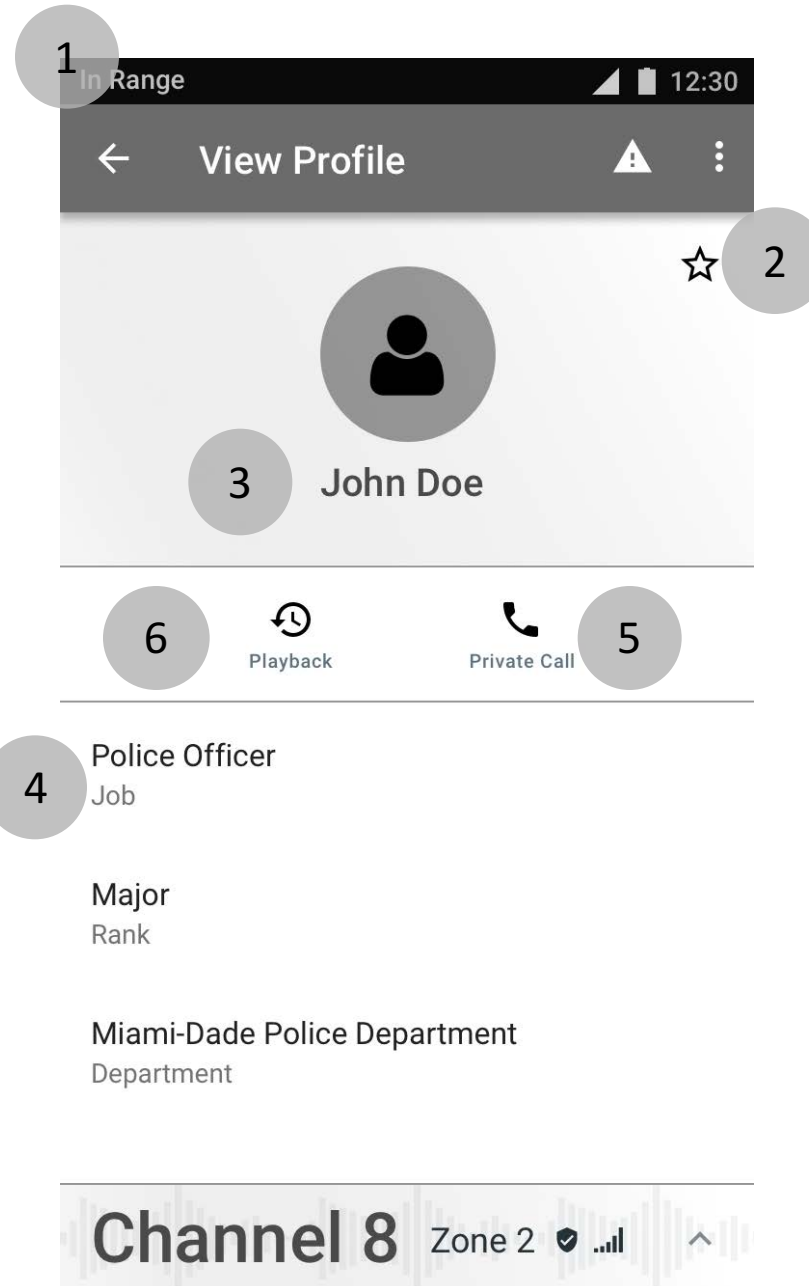 1
In Range 12:30
View Profile
2
3 John Doe
6 Playback Private Call 5
4
Police Officer
Job
Major
Rank
Miami-Dade Police Department
Department
Channel 8 Zone 2